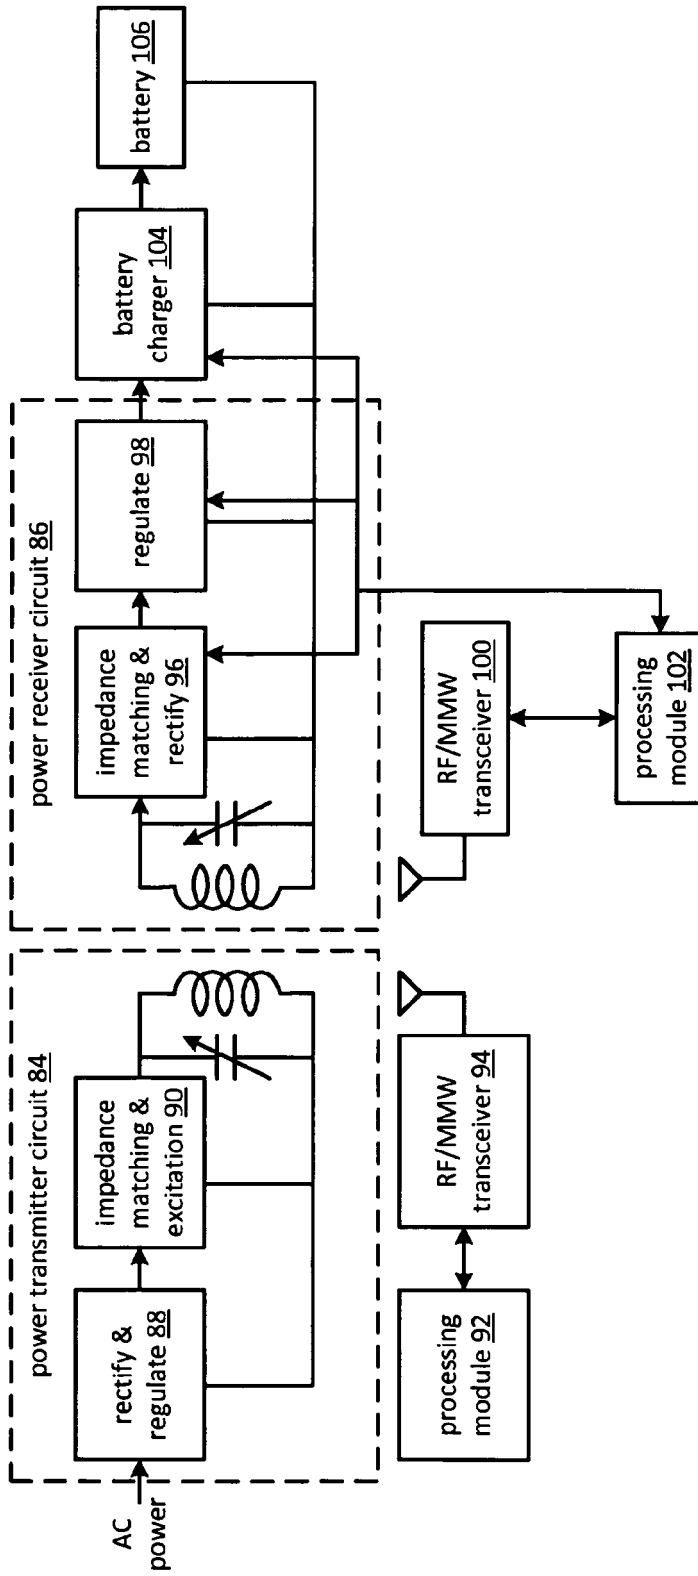 AC
power
power transmitter circuit 84
rectify &
regulate 88
impedance
matching &
excitation 90
processing
module 92
RF/MMW
transceiver 94
power receiver circuit 86
impedance
matching &
rectify 96
regulate 98
battery
charger 104
battery 106
RF/MMW
transceiver 100
processing
module 102